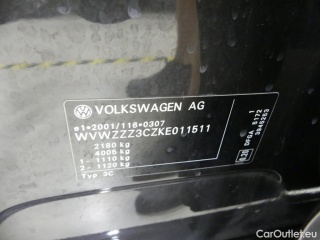 VOLKSWAGEN AG
e1*2001/116*0307
WVWZZZ3CZKE011511
2180 kg
4005 kg
1- 1110 kg
2- 1120 kg
Typ 3C
DFGA
CarOutlet.eu